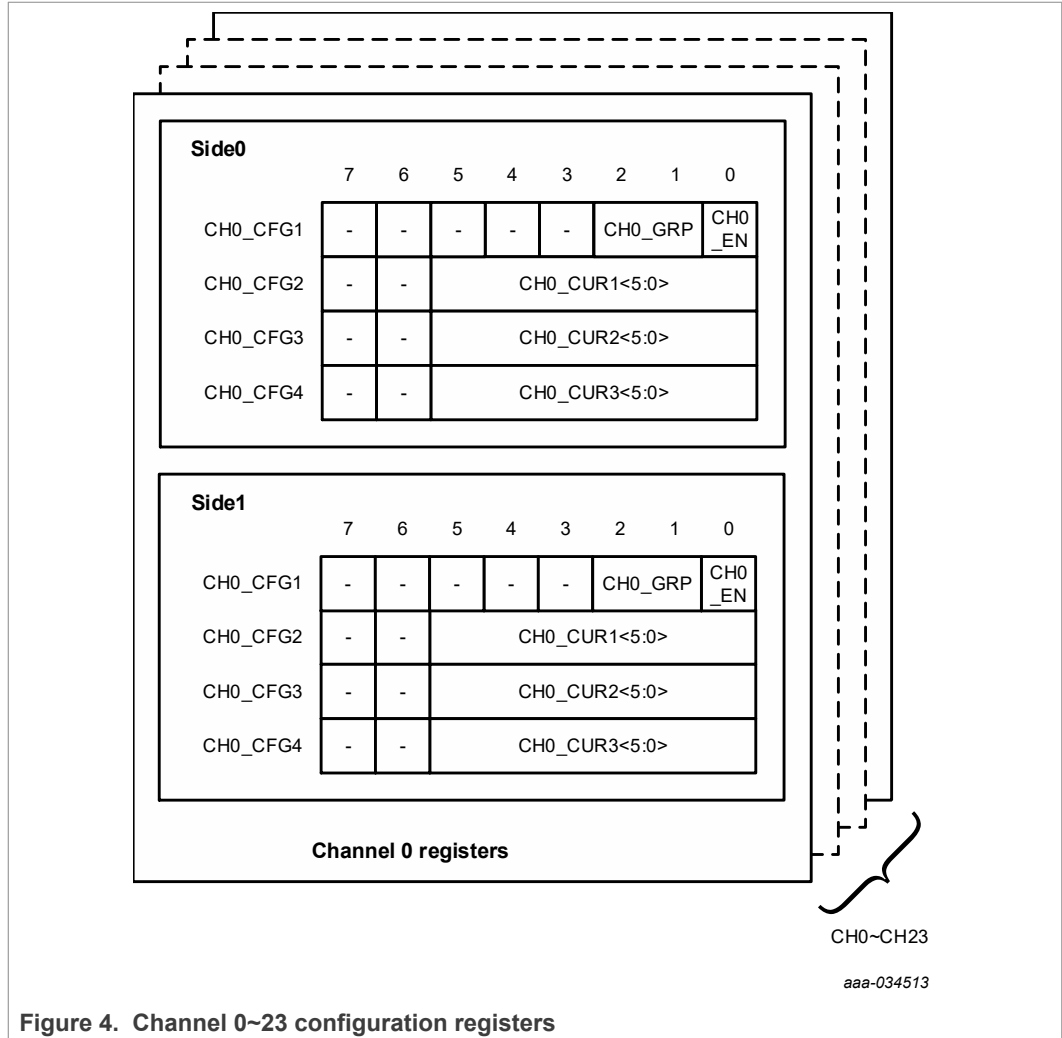 Side0
7 6 5 4 3 2 1 0
CH0_CFG1 - - - - - CH0_GRP CH0
_EN
CH0_CFG2 - - CH0_CUR1<5:0>
CH0_CFG3 - - CH0_CUR2<5:0>
CH0_CFG4 - - CH0_CUR3<5:0>
Side1
7 6 5 4 3 2 1 0
CH0_CFG1 - - - - - CH0_GRP CH0
_EN
CH0_CFG2 - - CH0_CUR1<5:0>
CH0_CFG3 - - CH0_CUR2<5:0>
CH0_CFG4 - - CH0_CUR3<5:0>
Channel 0 registers
CH0~CH23
aaa-034513
Figure 4. Channel 0~23 configuration registers